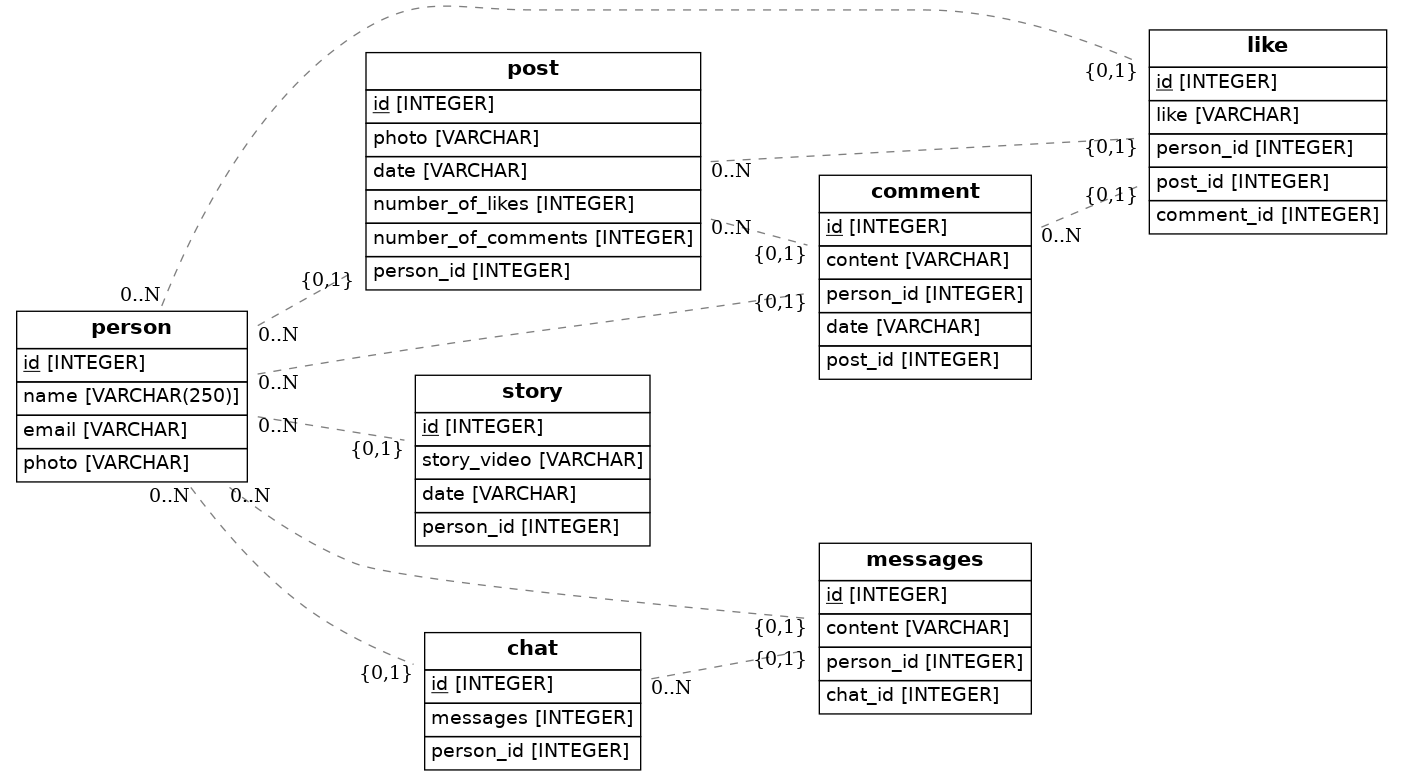 like
id [INTEGER]
like [VARCHAR]
person_id [INTEGER]
post_id [INTEGER]
comment_id [INTEGER]
{0,1}
{0,1}
{0,1}
post
id [INTEGER]
photo [VARCHAR]
date [VARCHAR]
number_of_likes [INTEGER]
number_of_comments [INTEGER]
person_id [INTEGER]
0..N
0..N
{0,1}
comment
id [INTEGER]
content [VARCHAR]
person_id [INTEGER]
date [VARCHAR]
post_id [INTEGER]
0..N
{0,1}
{0,1}
0..N
person
id [INTEGER]
name [VARCHAR(250)]
email [VARCHAR]
photo [VARCHAR]
0..N
0..N
0..N
0..N
0..N
story
id [INTEGER]
story_video [VARCHAR]
date [VARCHAR]
person_id [INTEGER]
{0,1}
messages
id [INTEGER]
content [VARCHAR]
person_id [INTEGER]
chat_id [INTEGER]
{0,1}
{0,1}
chat
id [INTEGER]
messages [INTEGER]
person_id [INTEGER]
{0,1}
0..N